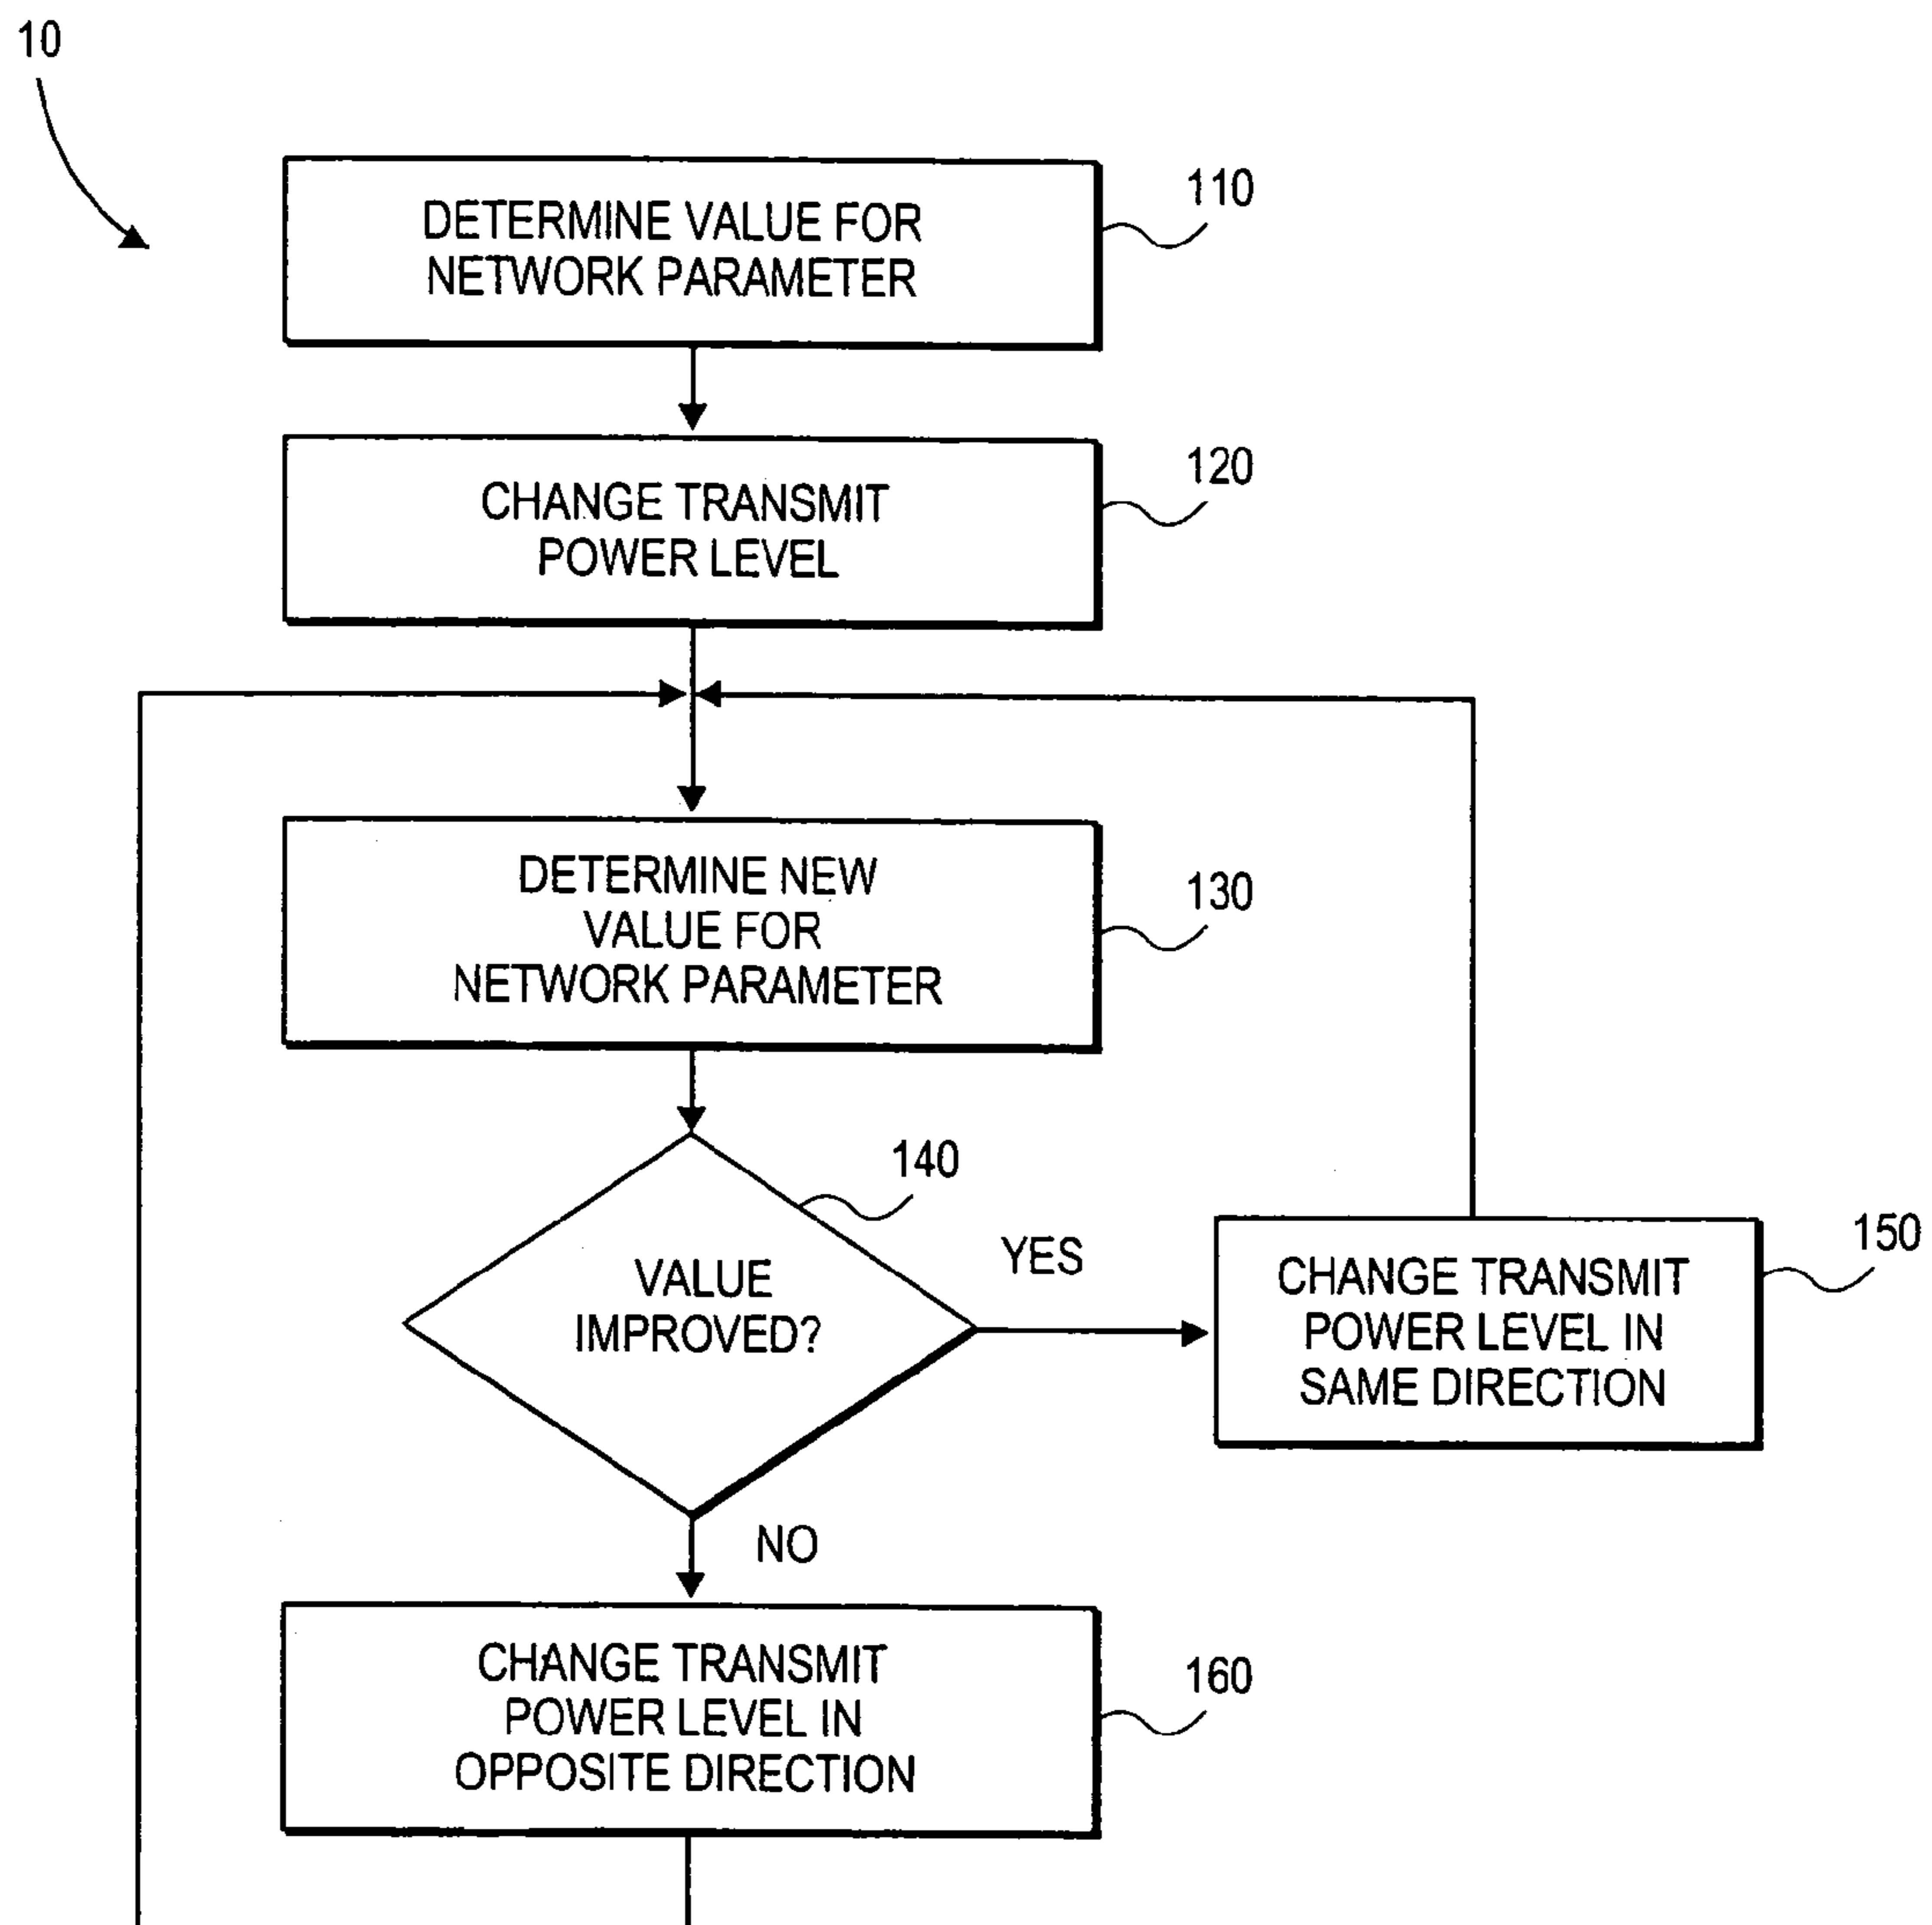 10
DETERMINE VALUE FOR
NETWORK PARAMETER
110
CHANGE TRANSMIT
POWER LEVEL
120
DETERMINE NEW
VALUE FOR
NETWORK PARAMETER
130
140
VALUE
IMPROVED?
YES
CHANGE TRANSMIT
POWER LEVEL IN
SAME DIRECTION
150
NO
CHANGE TRANSMIT
POWER LEVEL IN
OPPOSITE DIRECTION
160